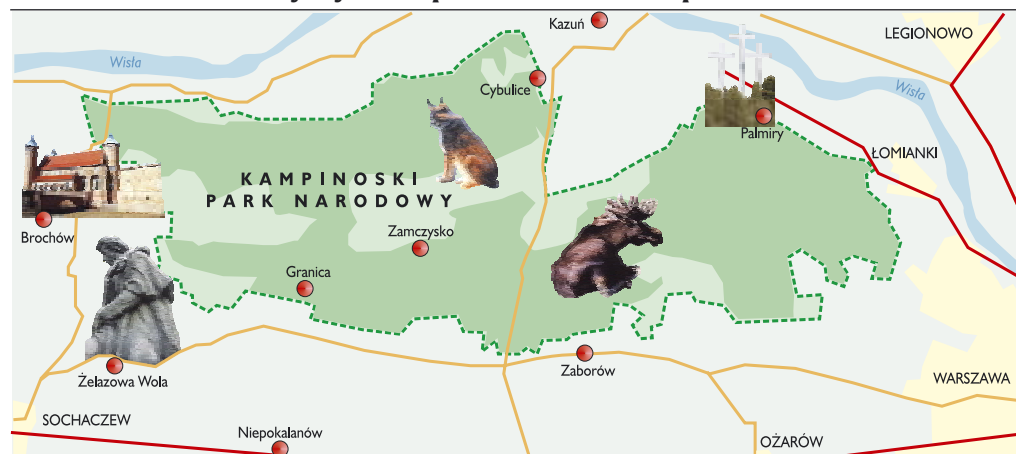 Kazuń
LEGIONOWO
Wisła
Cybulice
Wisła
Palmiry
ŁOMIANKI
KAMPINOSKI
PARK NARODOWY
Zamczysko
Brochów
Granica
Zaborów
Żelazowa Wola
WARSZAWA
SOCHACZEW
Niepokalanów
OŻARÓW